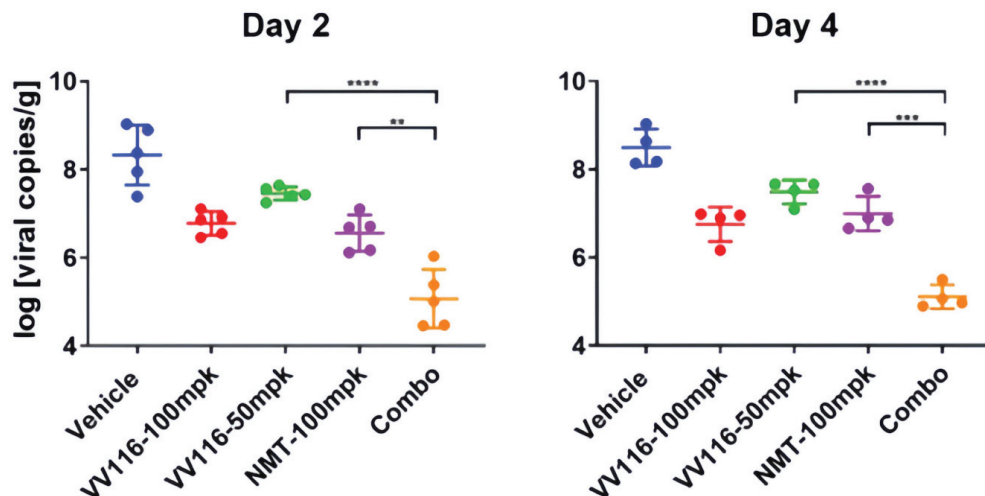 Day 2
log [viral copies/g]
10
8
6
4
****
**
Vehicle
VV116-100mpk
VV116-50mpk
NMT-100mpk
Combo
Day 4
10
8
6
4
****
***
Vehicle
VV116-100mpk
VV116-50mpk
NMT-100mpk
Combo